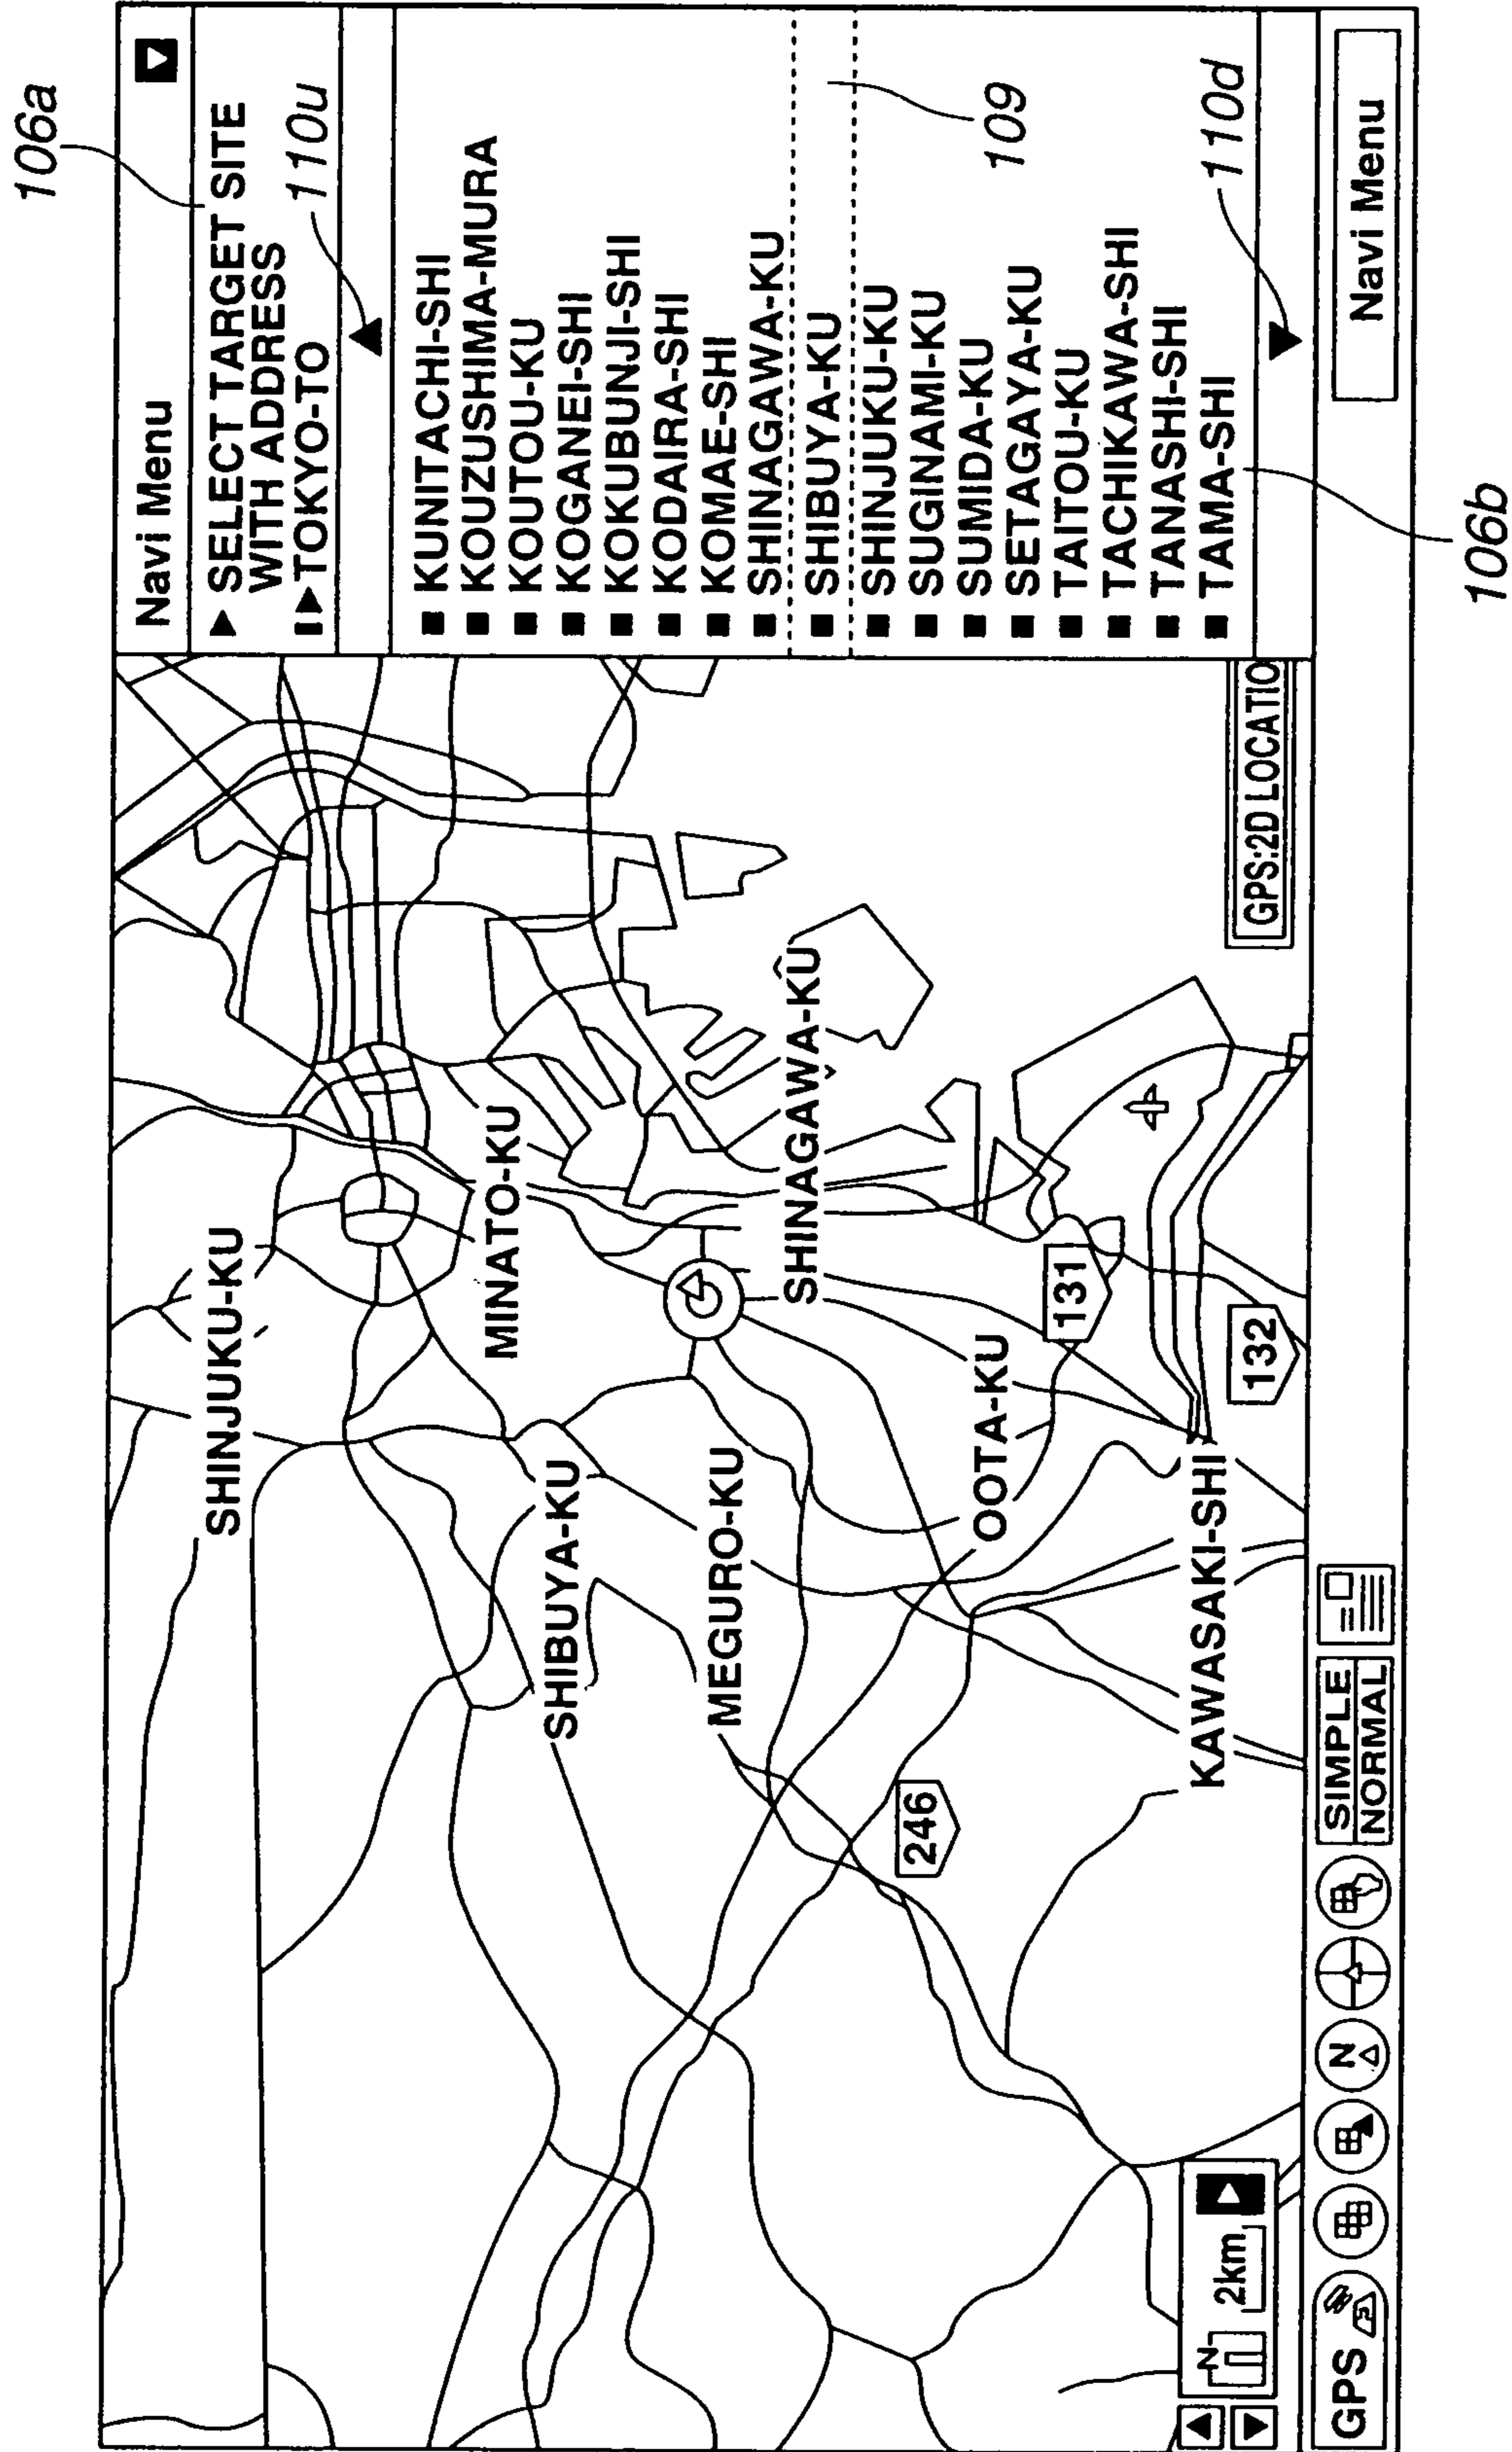 106a
Navi Menu
SELECT TARGET SITE
WITH ADDRESS
TOKYO-TO
110u
KUNITACHI-SHI
KOUZUSHIMA-MURA
KOUTOU-KU
KOGANEI-SHI
KOKUBUNJI-SHI
KODAIRA-SHI
KOMAE-SHI
SHINAGAWA-KU
SHIBUYA-KU
109
SHINJUKU-KU
SUGINAMI-KU
SUMIDA-KU
SETAGAYA-KU
TAITOU-KU
TACHIKAWA-SHI
TANASHI-SHI
TAMA-SHI
110d
106b
SHINJUKU-KU
MINATO-KU
SHIBUYA-KU
MEGURO-KU
SHINAGAWA-KU
246
OOTA-KU
131
KAWASAKI-SHI
132
GPS:2D LOCATIO
N
2km
GPS
N
SIMPLE
NORMAL
Navi Menu